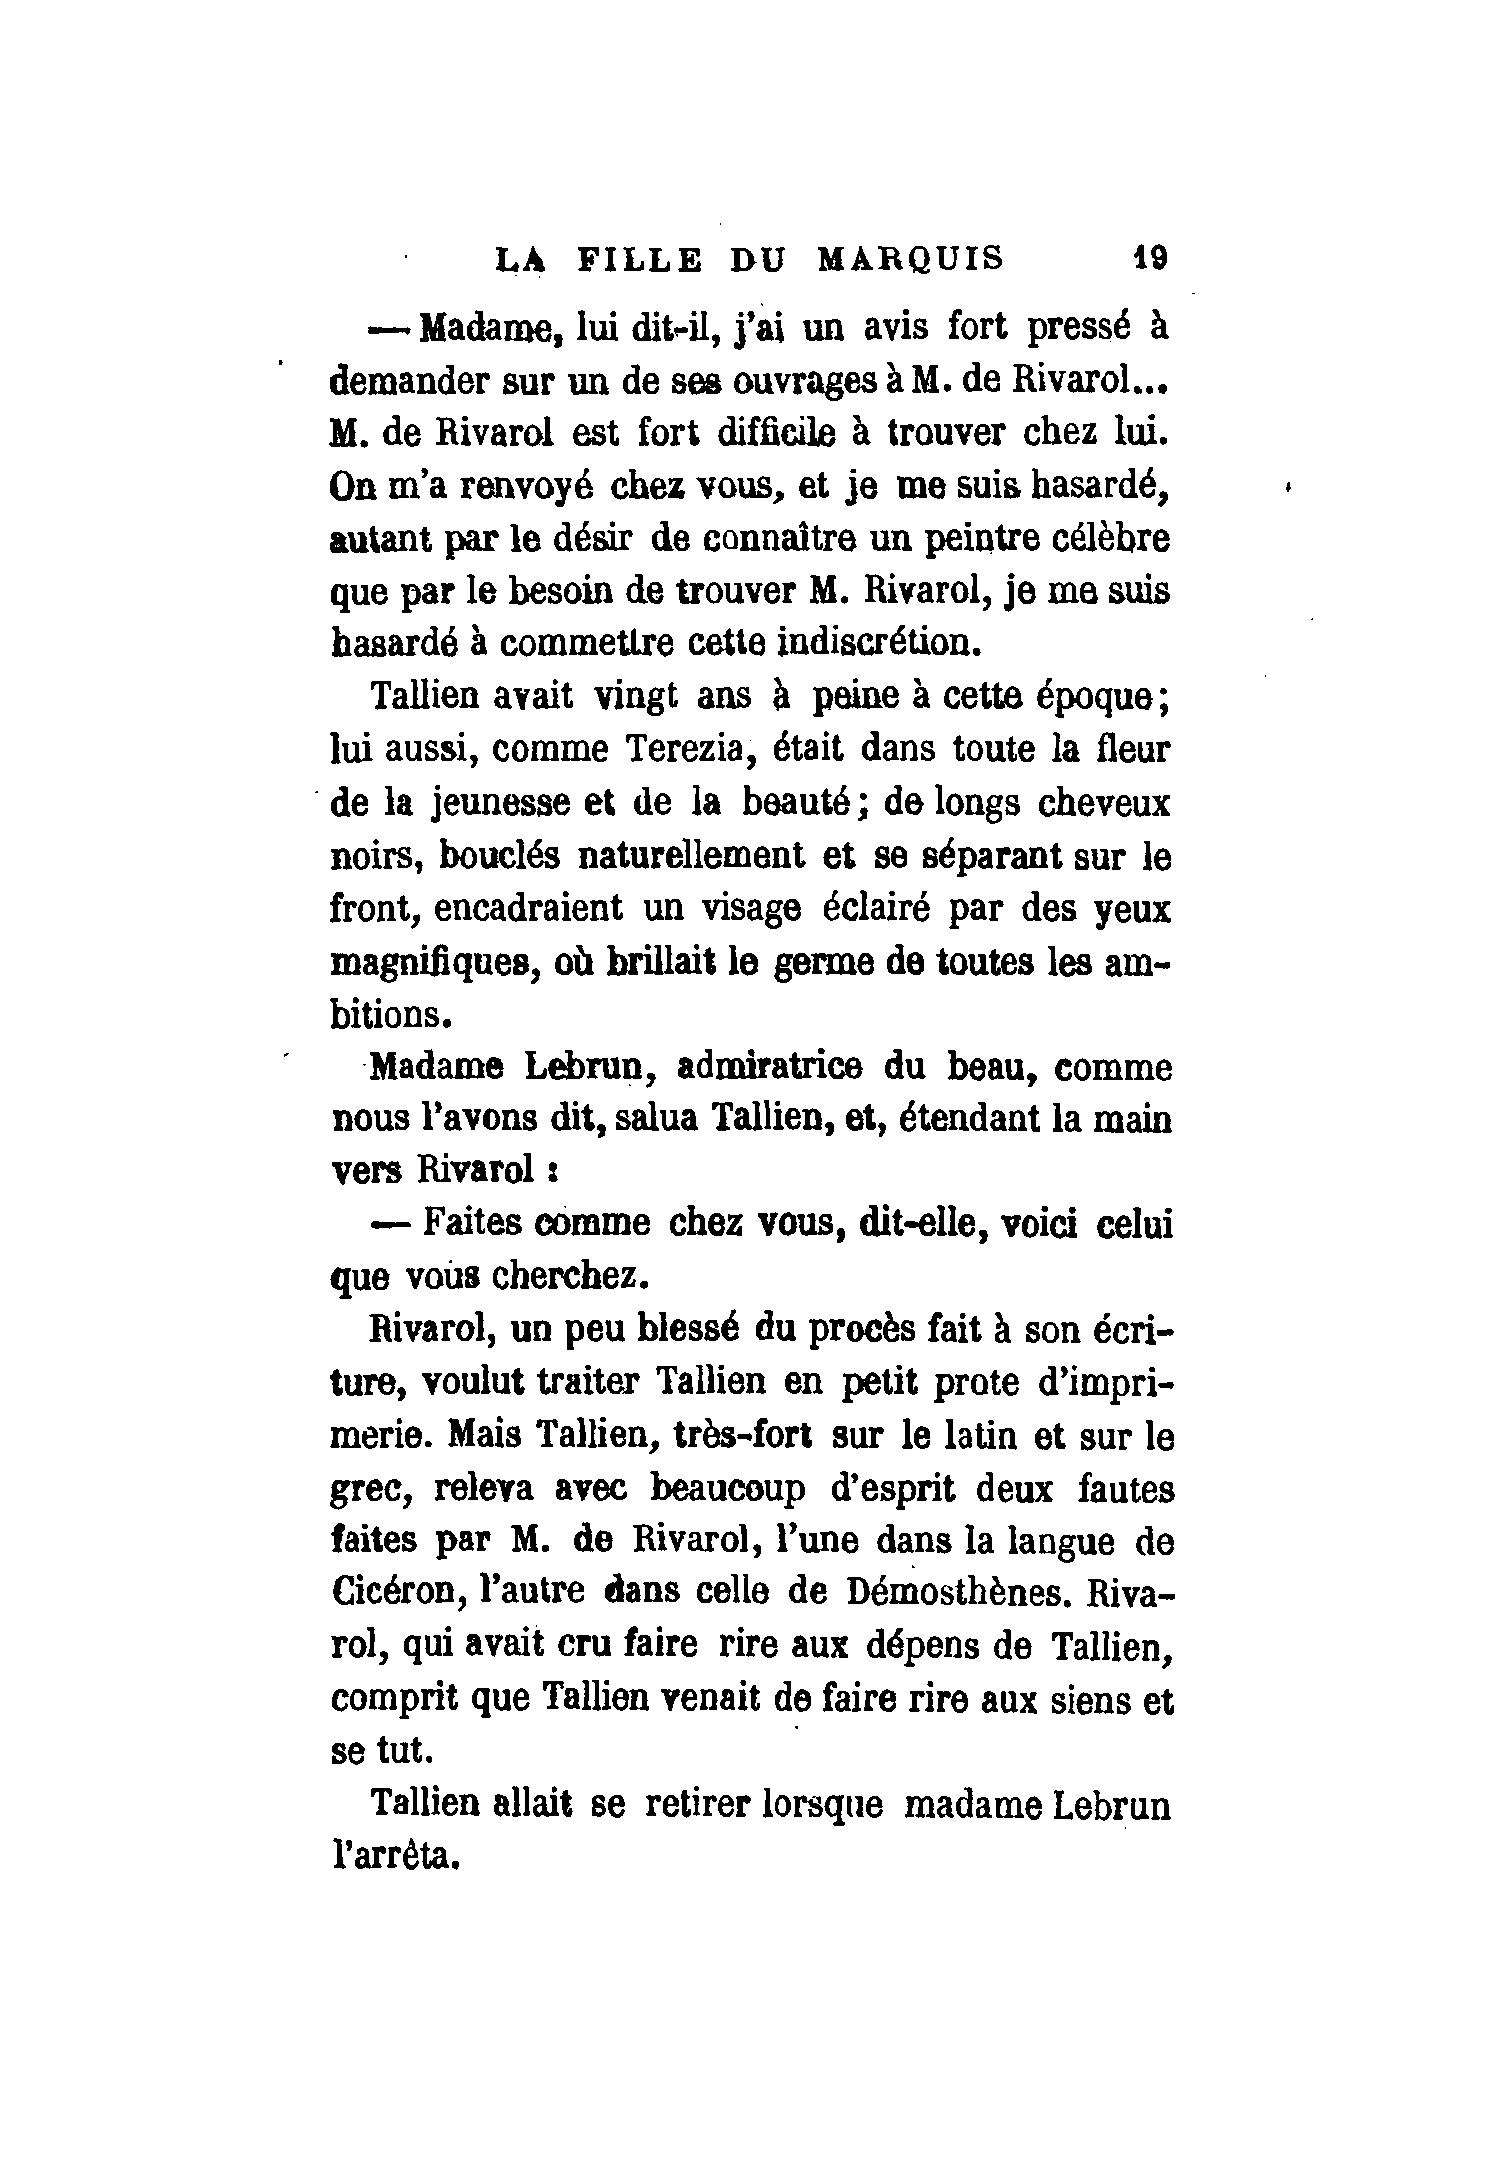 LA FILLE DU MARQUIS 19
— Madame, lui dit-il, j'ai un avis fort pressé à
demander sur un de ses ouvrages à M. de Rivarol...
M. de Rivarol est fort difficile à trouver chez lui.
On m'a renvoyé chez vous, et je me suis hasardé,
autant par le désir de connaître un peintre célèbre
que par le besoin de trouver M. Rivarol, je me suis
hasardé à commettre cette indiscrétion.
Tallien avait vingt ans à peine à cette époque;
lui aussi, comme Terezia, était dans toute la fleur
de la jeunesse et de la beauté; de longs cheveux
noirs, bouclés naturellement et se séparant sur le
front, encadraient un visage éclairé par des yeux
magnifiques, où brillait le germe de toutes les am-
bitions.
Madame Lebrun, admiratrice du beau, comme
nous l'avons dit, salua Tallien, et, étendant la main
vers Rivarol :
— Faites comme chez vous, dit-elle, voici celui
que vous cherchez.
Rivarol, un peu blessé du procès fait à son écri-
ture, voulut traiter Tallien en petit prote d'impri-
merie. Mais Tallien, très-fort sur le latin et sur le
grec, releva avec beaucoup d'esprit deux fautes
faites par M. de Rivarol, l'une dans la langue de
Cicéron, l'autre dans celle de Démosthènes. Riva-
rol, qui avait cru faire rire aux dépens de Tallien,
comprit que Tallien venait de faire rire aux siens et
se tut.
Tallien allait se retirer lorsque madame Lebrun
l'arrêta.